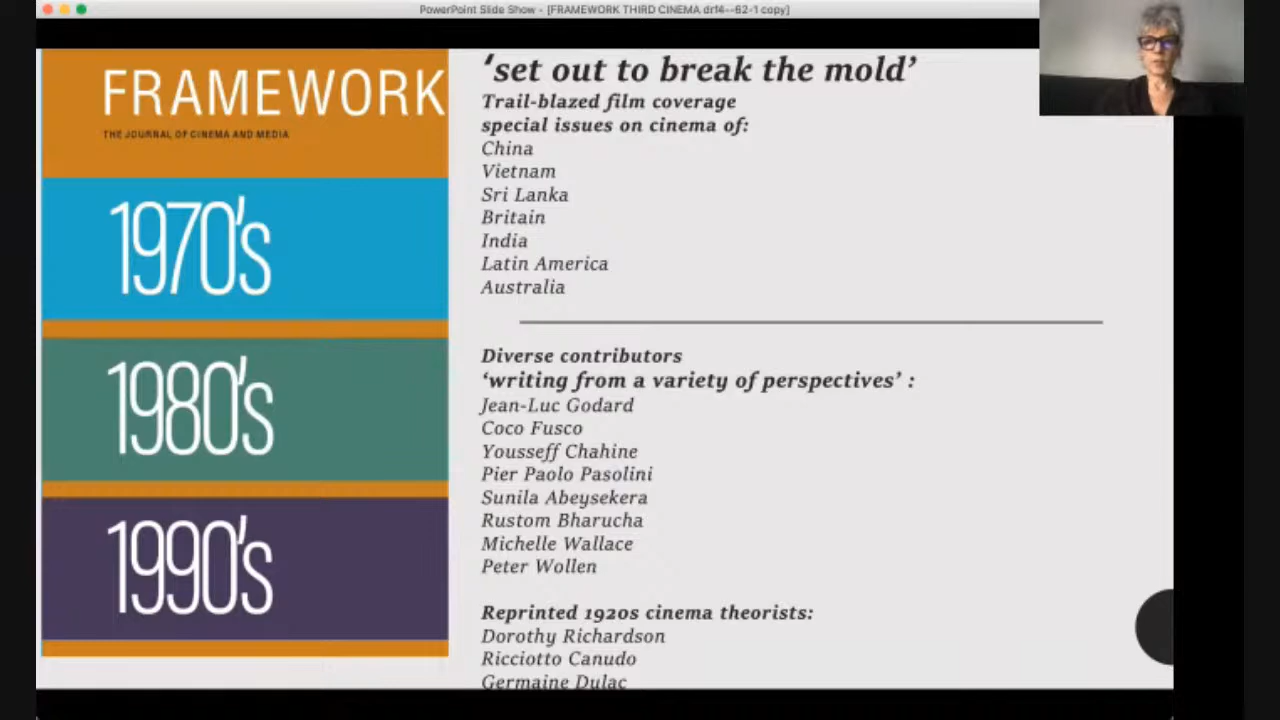 PowerPoint Slide Show - [FRAMEWORK THIRD CINEMA drf4--62-1 copy]
FRAMEWORK
THE JOURNAL OF CINEMA AND MEDIA
1970's
1980's
1990's
‘set out to break the mold’
Trail-blazed film coverage
special issues on cinema of:
China
Vietnam
Sri Lanka
Britain
India
Latin America
Australia
Diverse contributors
‘writing from a variety of perspectives’ :
Jean-Luc Godard
Coco Fusco
Yousseff Chahine
Pier Paolo Pasolini
Sunila Abeysekera
Rustom Bharucha
Michelle Wallace
Peter Wollen
Reprinted 1920s cinema theorists:
Dorothy Richardson
Ricciotto Canudo
Germaine Dulac